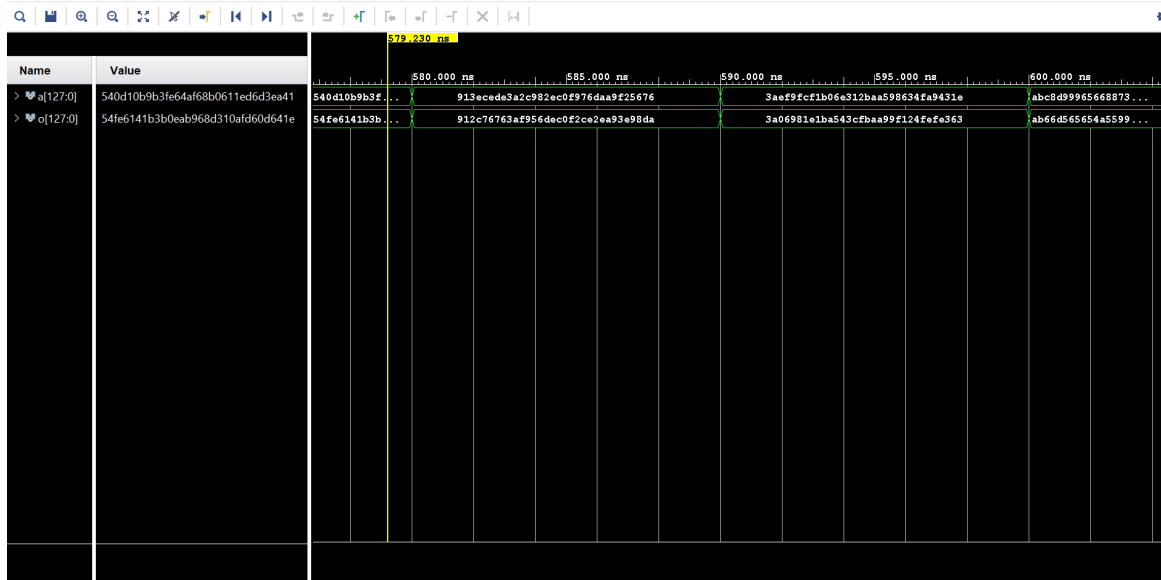 579.230 ns
Name Value
580.000 ns 585.000 ns 590.000 ns 595.000 ns 600.000 ns
> a[127:0] 540d10b9b3fe64af68b0611ed6d3ea41 540d10b9b3f... 913ecede3a2c982ec0f976daa9f25676 3aef9fcf1b06e312baa598634fa9431e abc8d99965668873...
> o[127:0] 54fe6141b3b0eab968d310afd60d641e 54fe6141b3b... 912c76763af956dec0f2ce2ea93e98da 3a06981e1ba543cfbaa99f124fefe363 ab66d565654a5599...